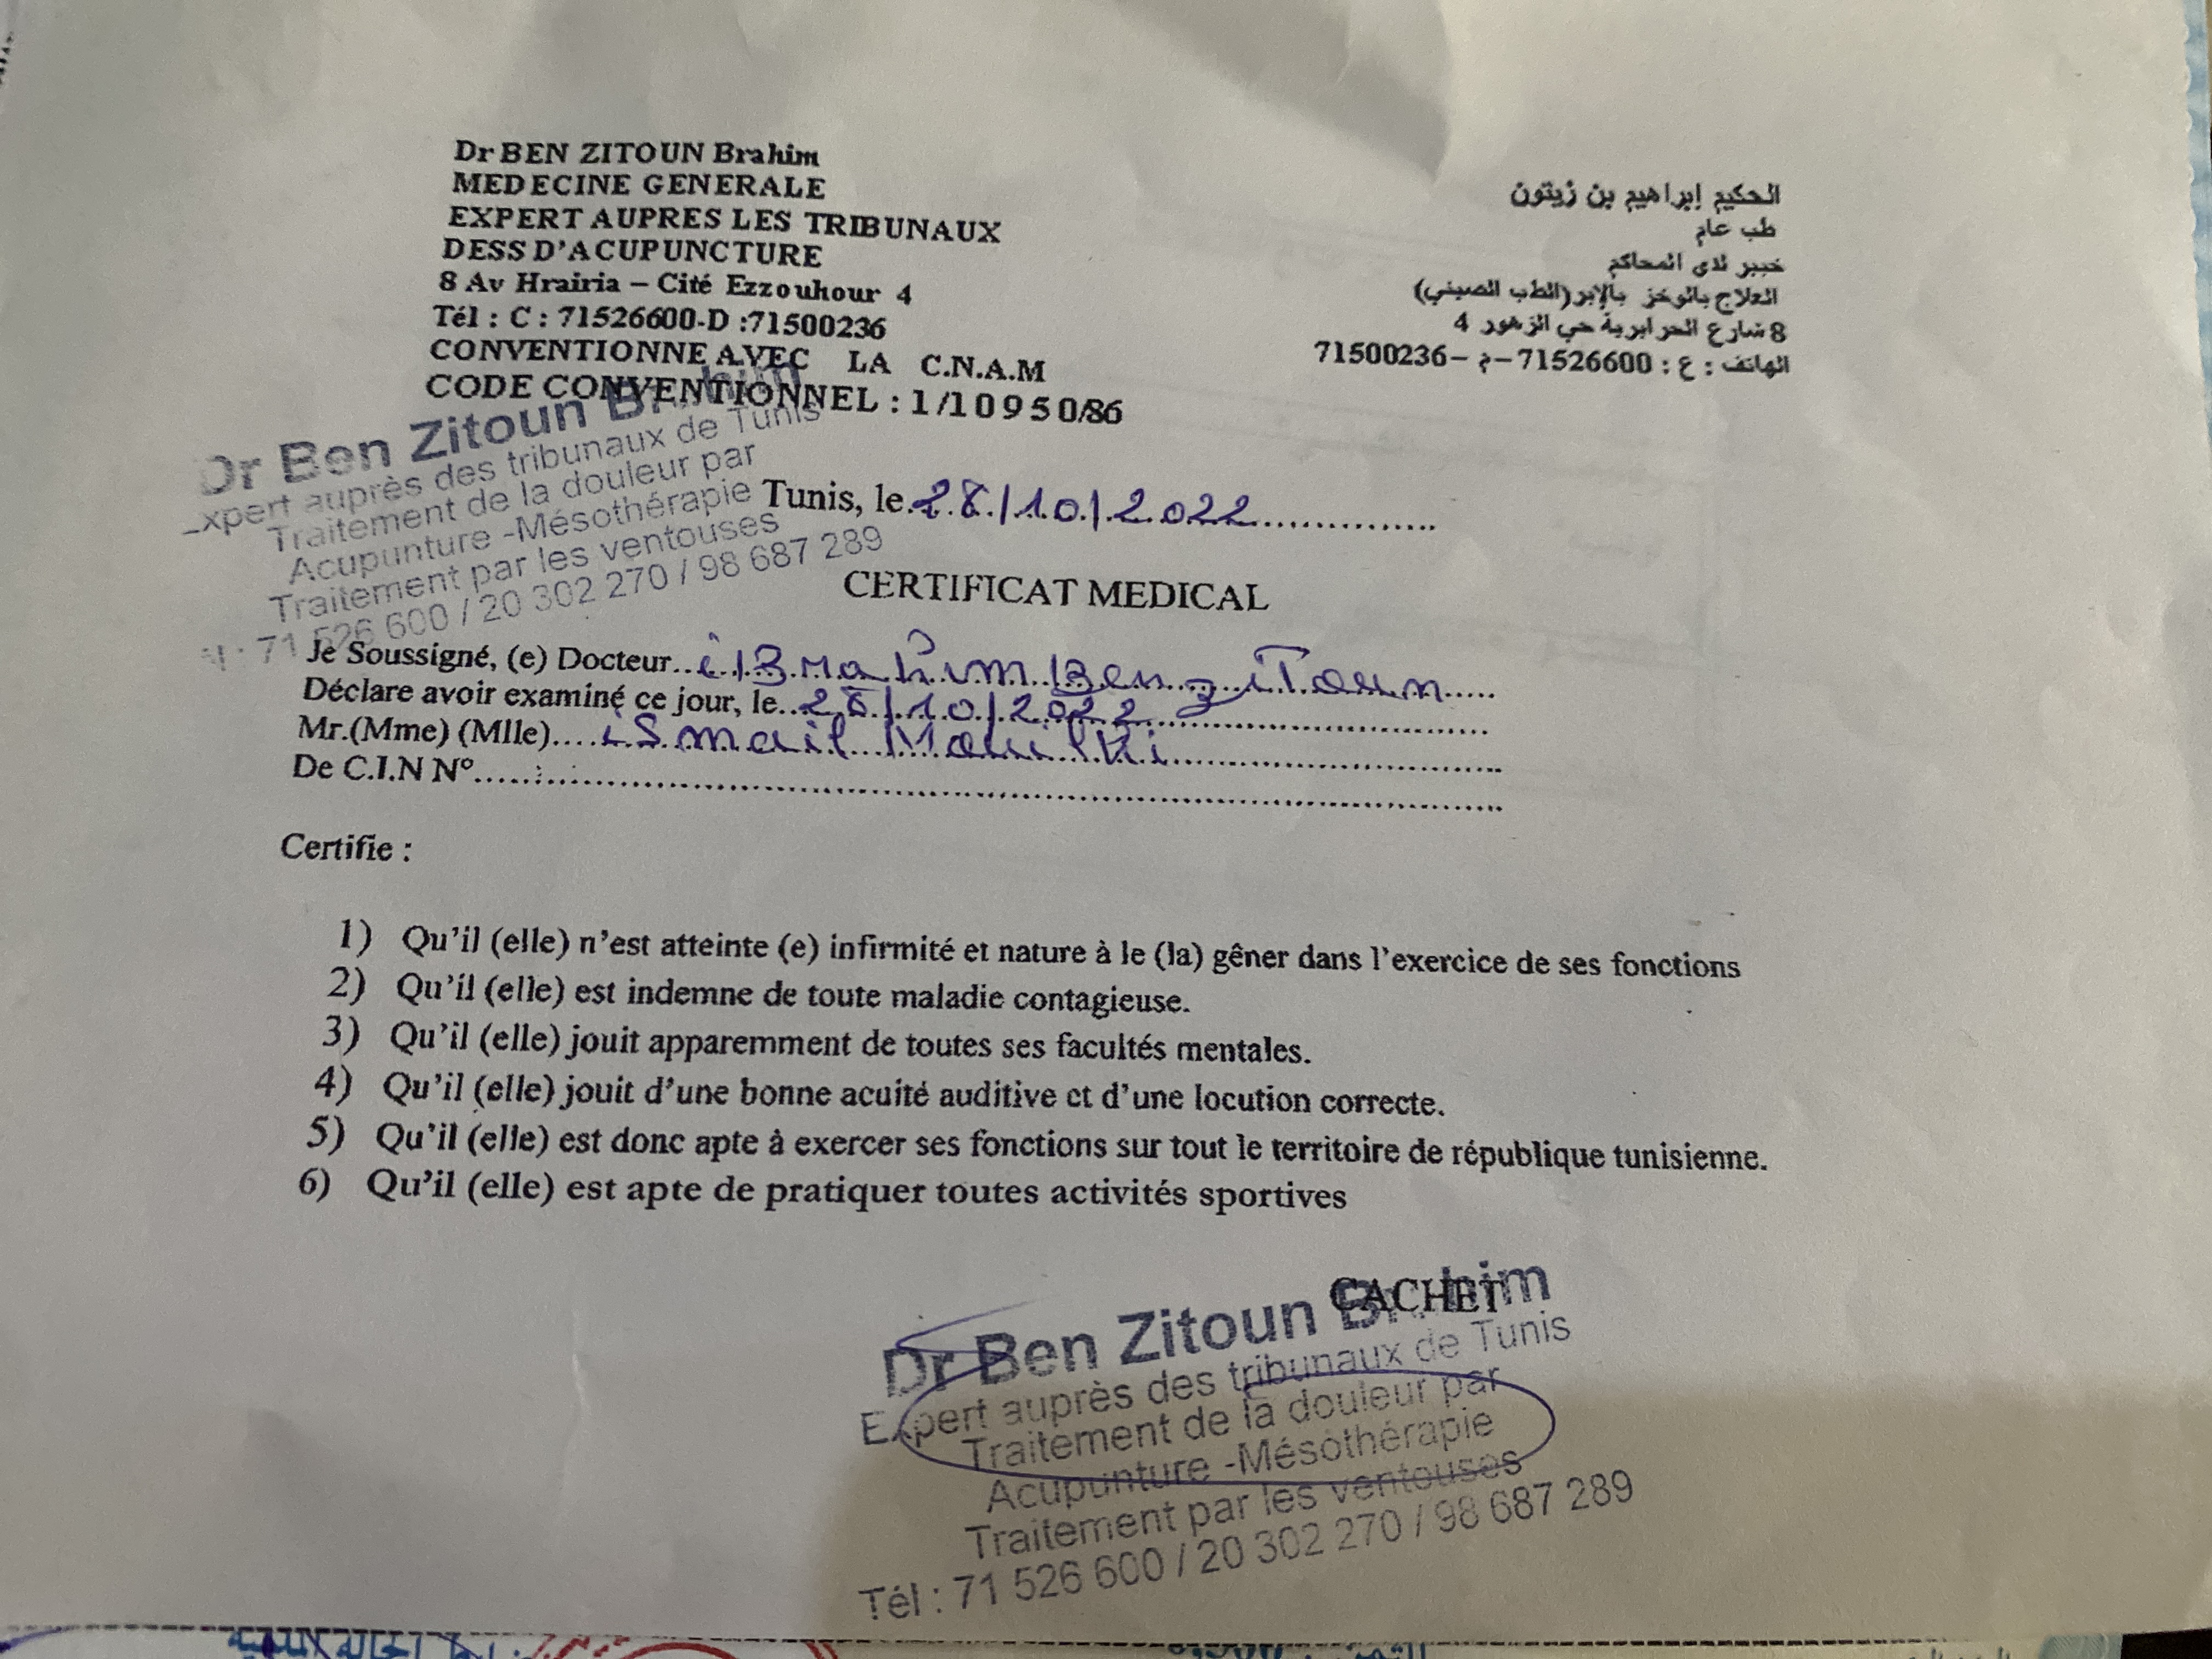 Dr BEN ZITOUN Brahim
MEDECINE GENERALE
EXPERT AUPRES LES TRIBUNAUX
DESS D'ACUPUNCTURE
8 Av Hrairia – Cité Ezzouhour 4
Tél : C : 71526600-D :71500236
CONVENTIONNE AVEC LA C.N.A.M
CODE CONVENTIONNEL : 1/10950/86
الحكيم إبراهيم بن زيتون
طب عام
خبير لدى المحاكم
العلاج بالوخز بالإبر(الطب الصيني)
8 شارع الحرايرية حي الزهور 4
الهاتف : ع : 71526600 –م –71500236
Dr Ben Zitoun
Expert auprès des tribunaux de Tunis
Traitement de la douleur par
Acupunture -Mésothérapie
Traitement par les ventouses
: 71 526 600 / 20 302 270 / 98 687 289
Tunis, le 28/10/2022
CERTIFICAT MEDICAL
Je Soussigné, (e) Docteur iBrahim Ben ziToun
Déclare avoir examiné ce jour, le 28/10/2022
Mr.(Mme) (Mlle) ismail
De C.I.N N°
Certifie :
1) Qu'il (elle) n'est atteinte (e) infirmité et nature à le (la) gêner dans l'exercice de ses fonctions
2) Qu'il (elle) est indemne de toute maladie contagieuse.
3) Qu'il (elle) jouit apparemment de toutes ses facultés mentales.
4) Qu'il (elle) jouit d'une bonne acuité auditive et d'une locution correcte.
5) Qu'il (elle) est donc apte à exercer ses fonctions sur tout le territoire de république tunisienne.
6) Qu'il (elle) est apte de pratiquer toutes activités sportives
CACHET
Dr Ben Zitoun
Expert auprès des tribunaux de Tunis
Traitement de la douleur par
Acupunture -Mésothérapie
Traitement par les ventouses
Tél : 71 526 600 / 20 302 270 / 98 687 289